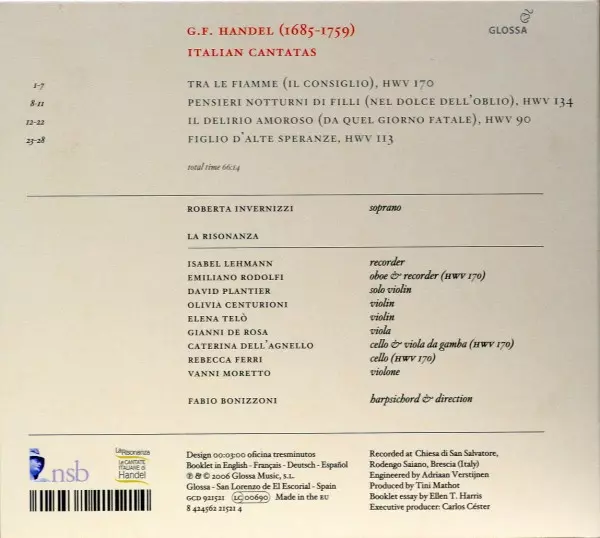 G.F. HANDEL (1685-1759)
GLOSSA
ITALIAN CANTATAS
1-7 TRA LE FIAMME (IL CONSIGLIO), HWV 170
8-11 PENSIERI NOTTURNI DI FILLI (NEL DOLCE DELL'OBLIO), HWV 134
12-22 IL DELIRIO AMOROSO (DA QUEL GIORNO FATALE), HWV 90
23-28 FIGLIO D'ALTE SPERANZE, HWV 113
total time 66:14
ROBERTA INVERNIZZI soprano
LA RISONANZA
ISABEL LEHMANN recorder
EMILIANO RODOLFI oboe & recorder (HWV 170)
DAVID PLANTIER solo violin
OLIVIA CENTURIONI violin
ELENA TELÒ violin
GIANNI DE ROSA viola
CATERINA DELL'AGNELLO cello & viola da gamba (HWV 170)
REBECCA FERRI cello (HWV 170)
VANNI MORETTO violone
FABIO BONIZZONI harpsichord & direction
nsb
La Risonanza
Le CANTATE
ITALIANE di
Handel
Design 00:03:00 oficina tresminutos
Booklet in English - Français - Deutsch - Español
℗ & © 2006 Glossa Music, S.L.
Glossa - San Lorenzo de El Escorial - Spain
GCD 921521 LC 00690 Made in the EU
8 424562 21521 4
Recorded at Chiesa di San Salvatore,
Rodengo Saiano, Brescia (Italy)
Engineered by Adriaan Verstijnen
Produced by Tini Mathot
Booklet essay by Ellen T. Harris
Executive producer: Carlos Céster